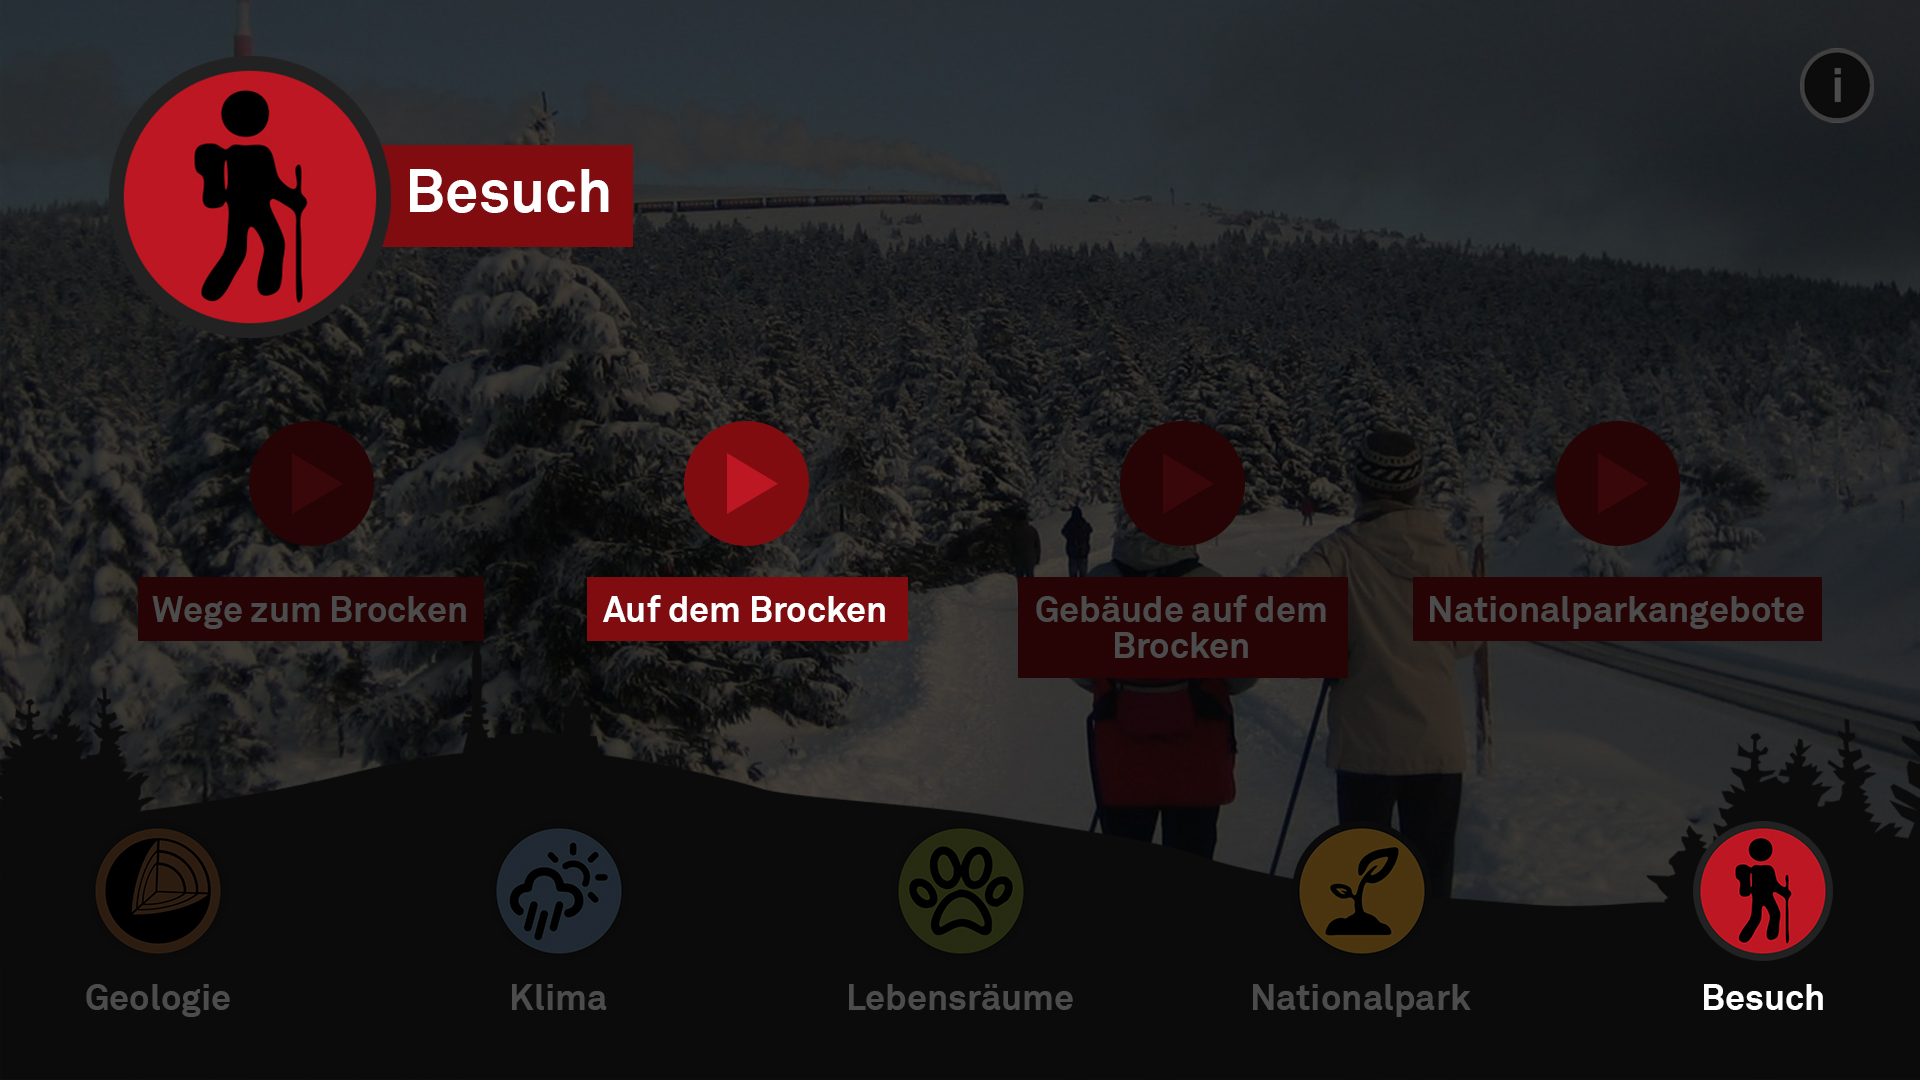 i
Besuch
Wege zum Brocken
Auf dem Brocken
Gebäude auf dem
Brocken
Nationalparkangebote
Geologie
Klima
Lebensräume
Nationalpark
Besuch